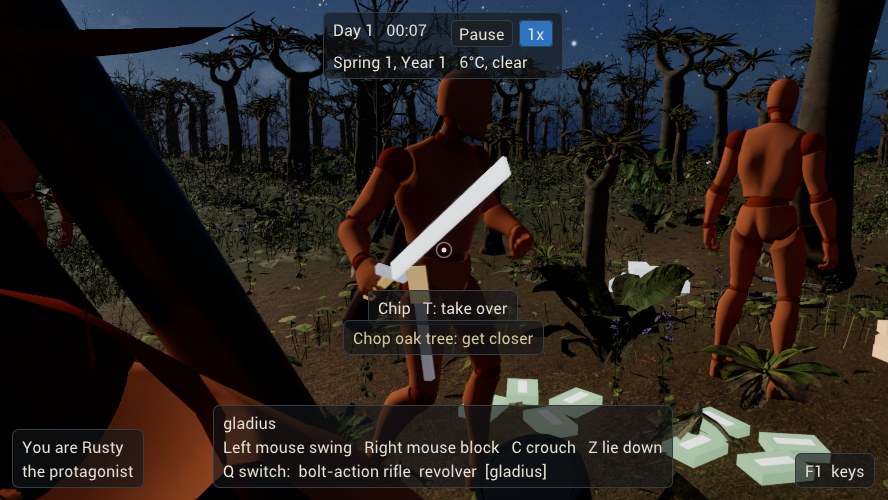 Day 1 00:07 Pause 1x
Spring 1, Year 1 6°C, clear
Chip T: take over
Chop oak tree: get closer
gladius
Left mouse swing Right mouse block C crouch Z lie down
Q switch: bolt-action rifle revolver [gladius]
You are Rusty
the protagonist
F1 keys